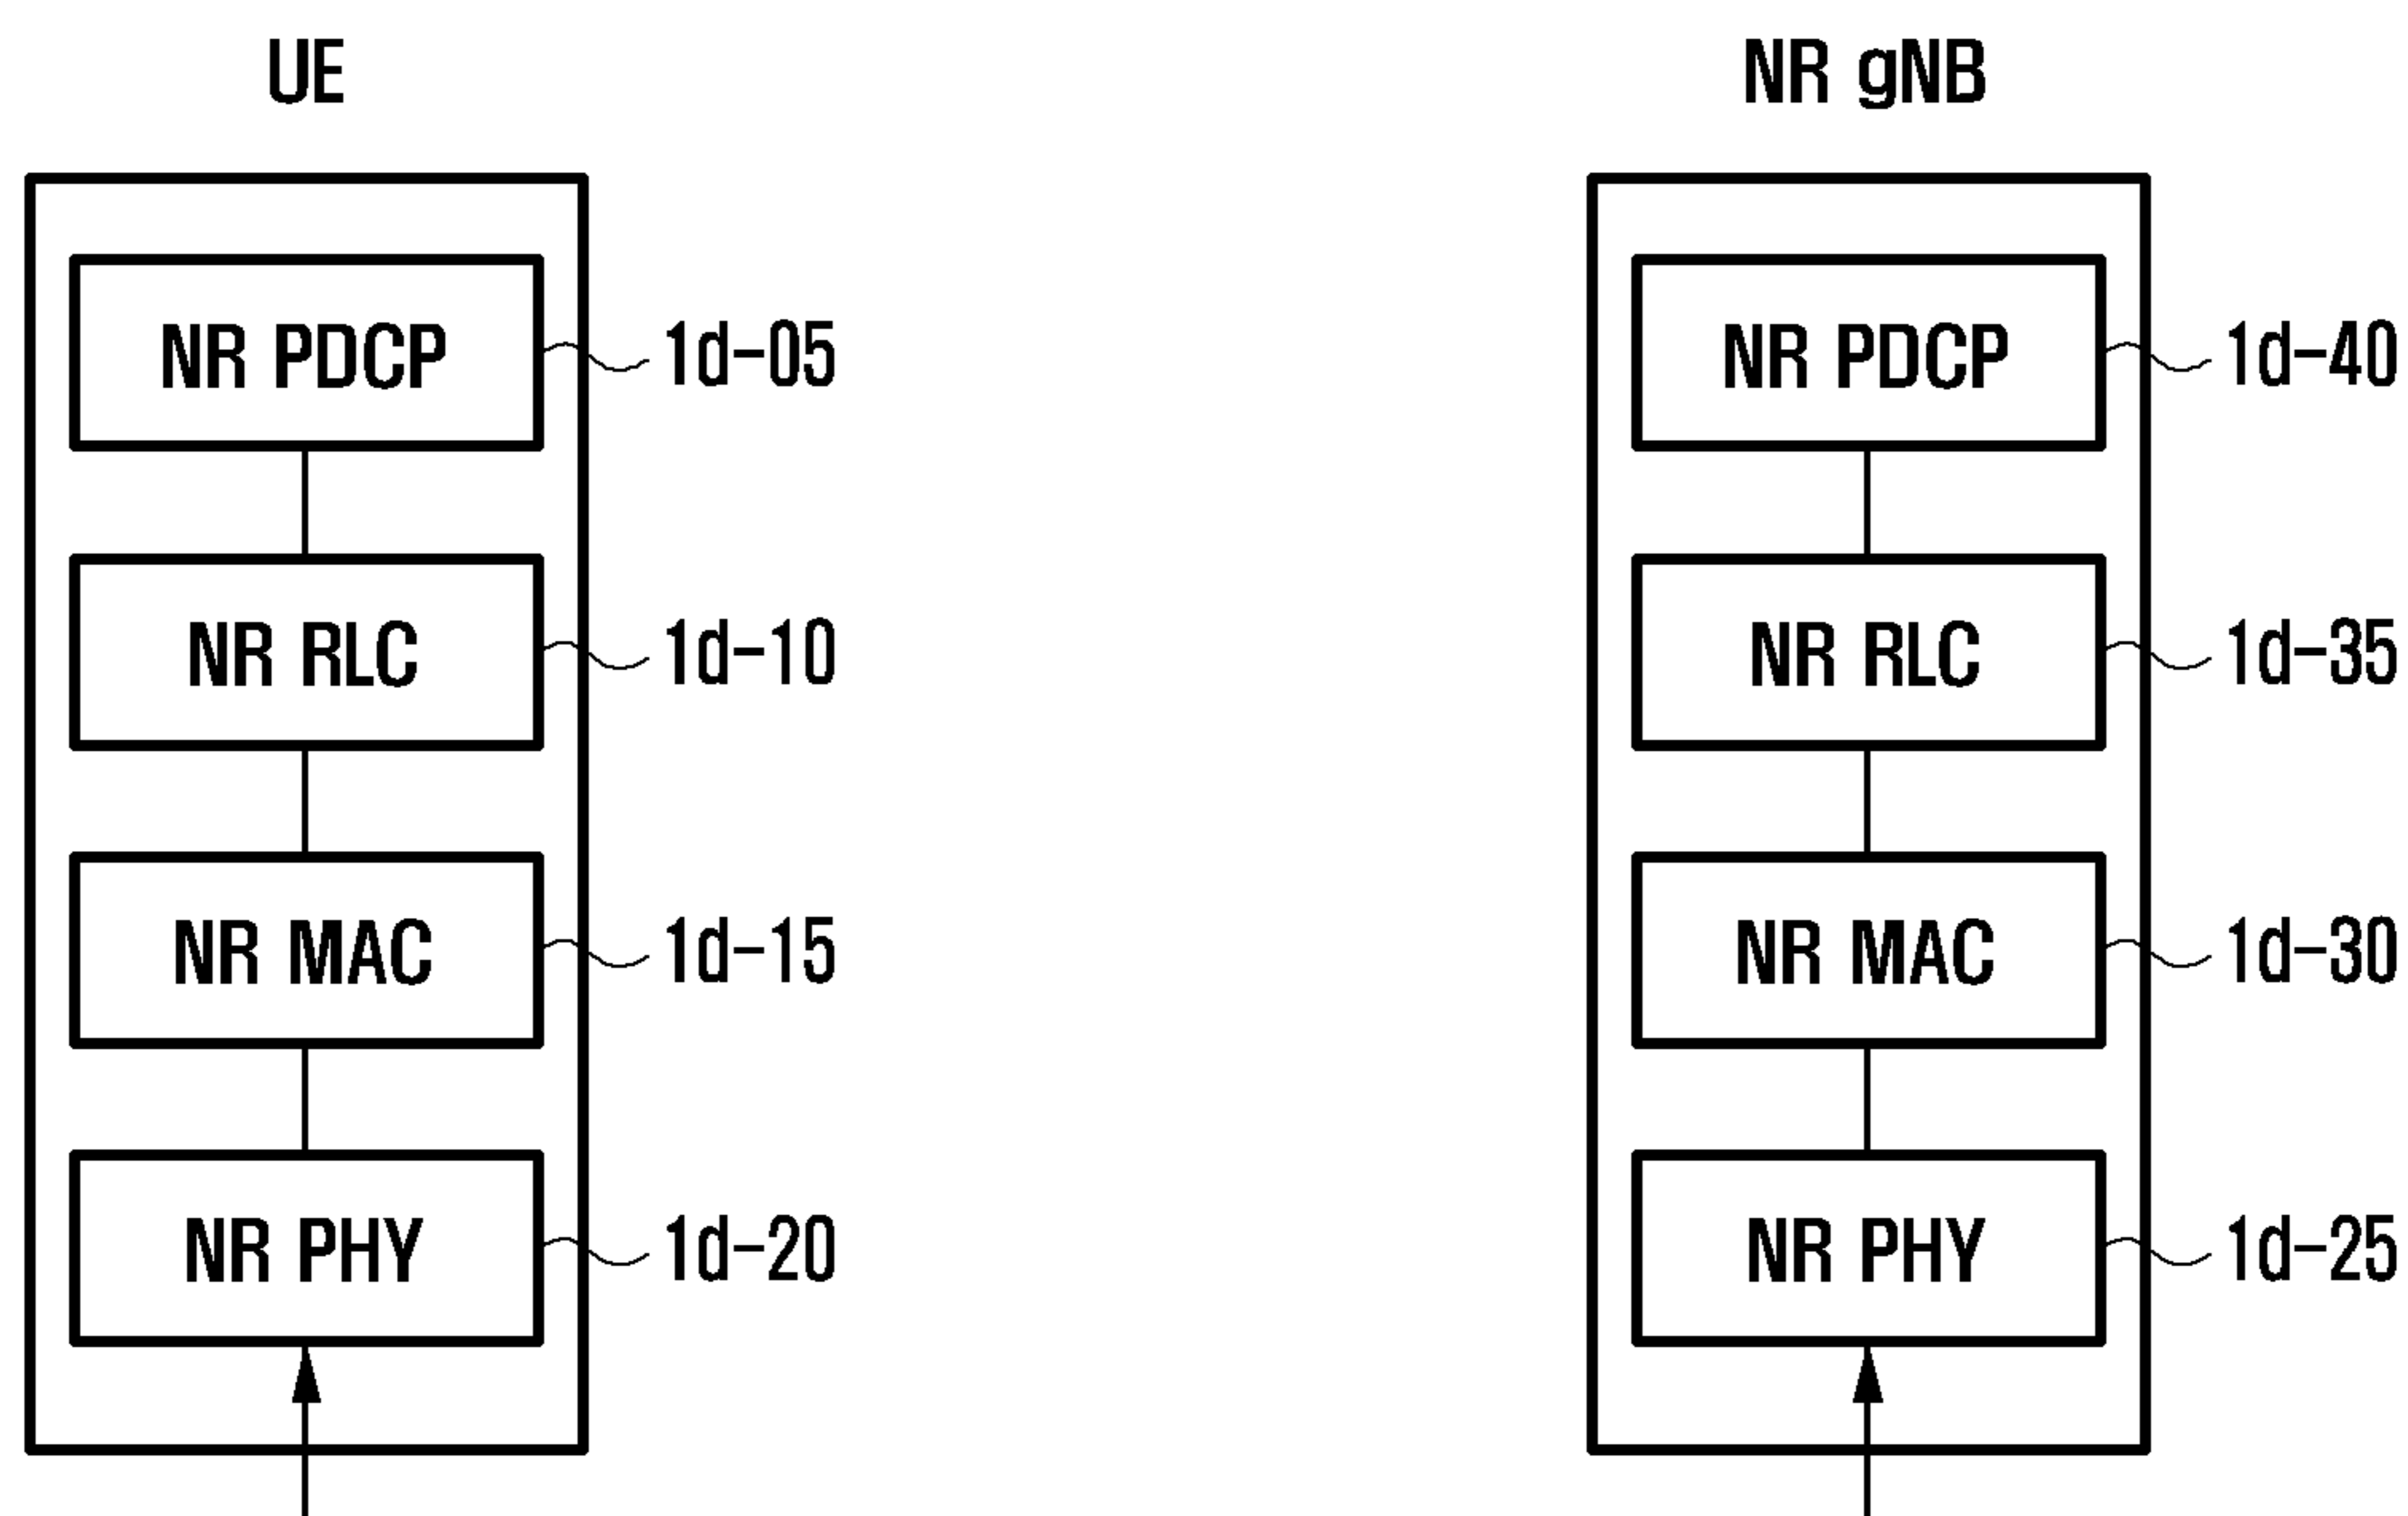 UE
NR gNB
NR PDCP
1d-05
NR PDCP
1d-40
NR RLC
1d-10
NR RLC
1d-35
NR MAC
1d-15
NR MAC
1d-30
NR PHY
1d-20
NR PHY
1d-25